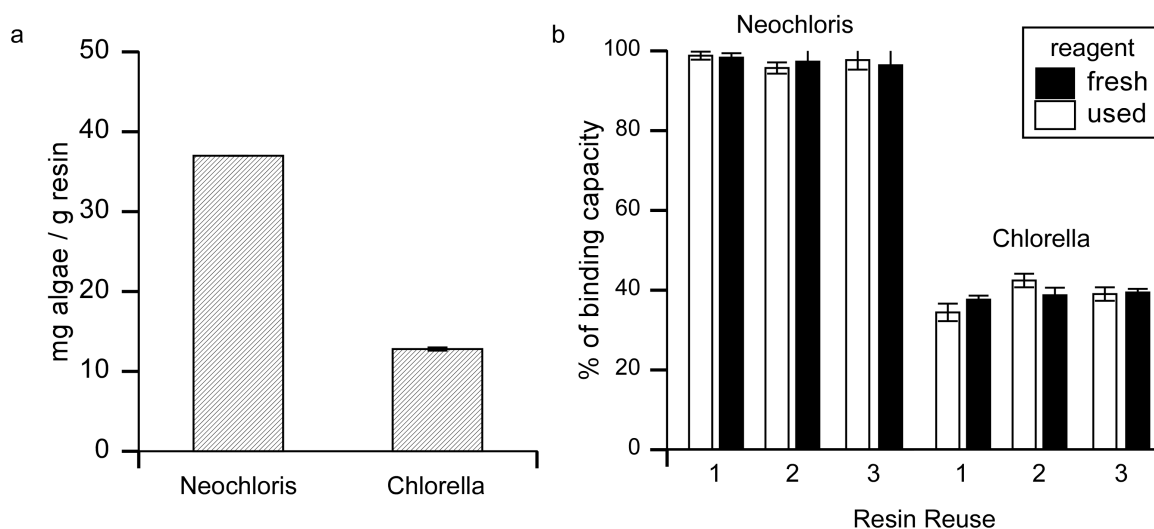 a
mg algae / g resin
50
40
30
20
10
0
Neochloris
Chlorella
b
% of binding capacity
100
80
60
40
20
0
Neochloris
Chlorella
reagent
fresh
used
1 2 3 1 2 3
Resin Reuse